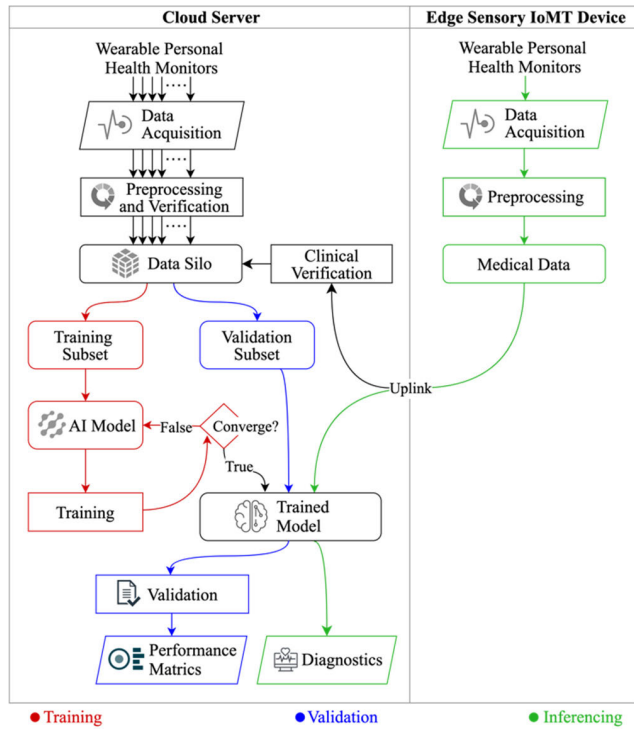 Cloud Server
Edge Sensory IoMT Device
Wearable Personal
Health Monitors
Data
Acquisition
Preprocessing
and Verification
Data Silo
Clinical
Verification
Training
Subset
Validation
Subset
AI Model
False
Converge?
True
Training
Trained
Model
Validation
Performance
Matrics
Diagnostics
Wearable Personal
Health Monitors
Data
Acquisition
Preprocessing
Medical Data
Uplink
Training
Validation
Inferencing